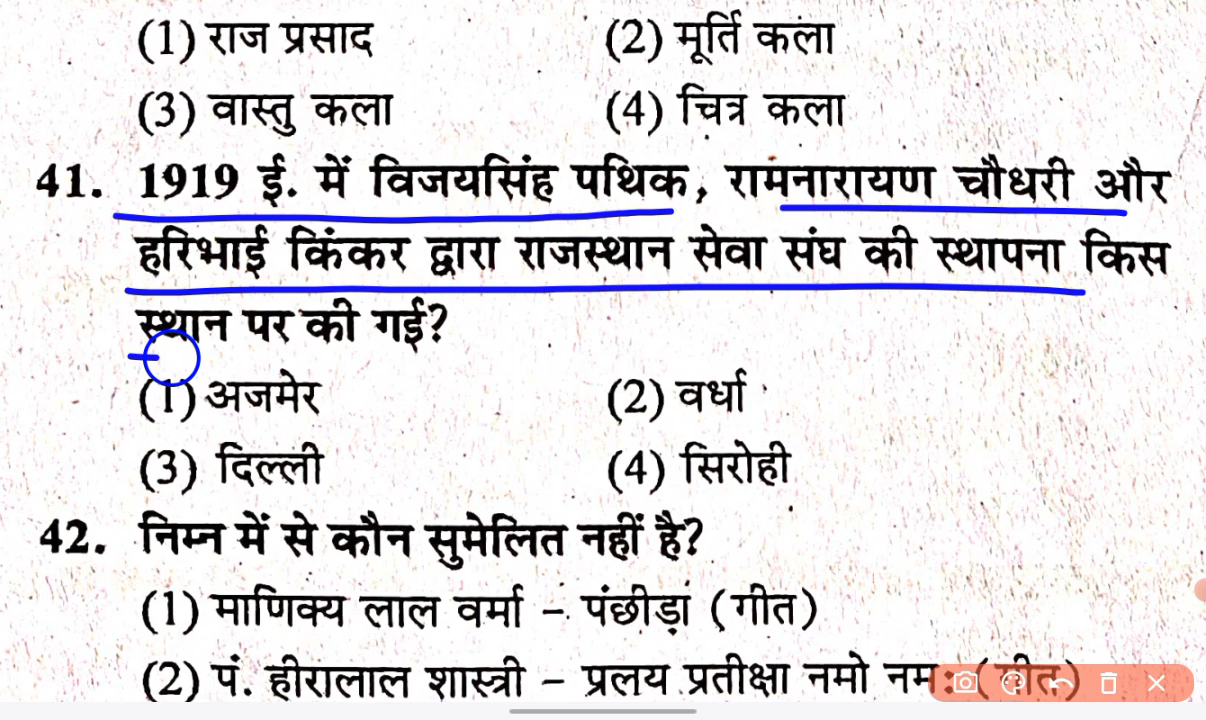 (1) राज प्रसाद (2) मूर्ति कला
(3) वास्तु कला (4) चित्र कला
41. 1919 ई. में विजयसिंह पथिक, रामनारायण चौधरी और
हरिभाई किंकर द्वारा राजस्थान सेवा संघ की स्थापना किस
स्थान पर की गई?
(1) अजमेर (2) वर्धा
(3) दिल्ली (4) सिरोही
42. निम्न में से कौन सुमेलित नहीं है?
(1) माणिक्य लाल वर्मा – पंछीड़ा (गीत)
(2) पं. हीरालाल शास्त्री – प्रलय प्रतीक्षा नमो नमः (गीत)